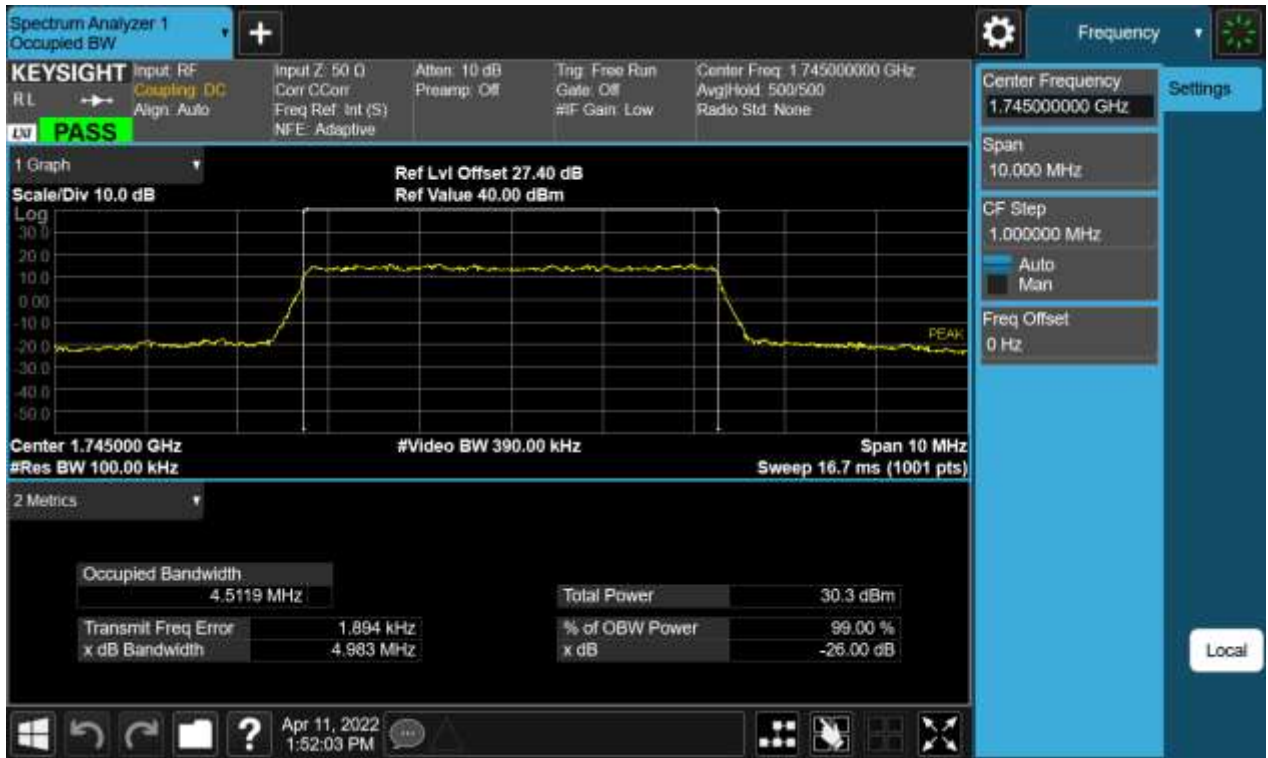 Spectrum Analyzer 1
Occupied BW
Frequency
KEYSIGHT
RL
LXI PASS
Input: RF
Coupling: DC
Align: Auto
Input Z: 50 Ω
Corr CCorr
Freq Ref: Int (S)
NFE: Adaptive
Atten: 10 dB
Preamp: Off
Trig: Free Run
Gate: Off
#IF Gain: Low
Center Freq: 1.745000000 GHz
Avg|Hold: 500/500
Radio Std: None
1 Graph
Scale/Div 10.0 dB
Ref Lvl Offset 27.40 dB
Ref Value 40.00 dBm
Log
30.0
20.0
10.0
0.00
-10.0
-20.0
-30.0
-40.0
-50.0
PEAK
Center 1.745000 GHz
#Video BW 390.00 kHz
Span 10 MHz
#Res BW 100.00 kHz
Sweep 16.7 ms (1001 pts)
2 Metrics
Occupied Bandwidth
4.5119 MHz
Total Power 30.3 dBm
Transmit Freq Error 1.894 kHz
% of OBW Power 99.00 %
x dB Bandwidth 4.983 MHz
x dB -26.00 dB
Center Frequency
1.745000000 GHz
Settings
Span
10.000 MHz
CF Step
1.000000 MHz
Auto
Man
Freq Offset
0 Hz
Local
?
Apr 11, 2022
1:52:03 PM